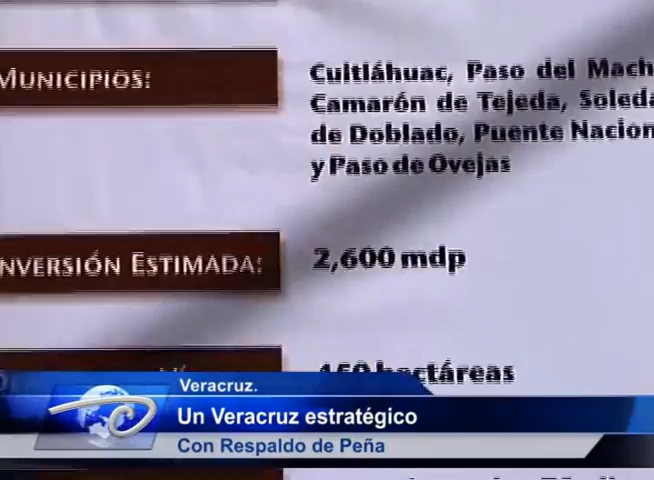 MUNICIPIOS:
Cuitláhuac, Paso del Mach
Camarón de Tejeda, Soleda
de Doblado, Puente Nacion
y Paso de Ovejas
NVERSIÓN ESTIMADA:
2,600 mdp
hectáreas
Veracruz.
Un Veracruz estratégico
Con Respaldo de Peña